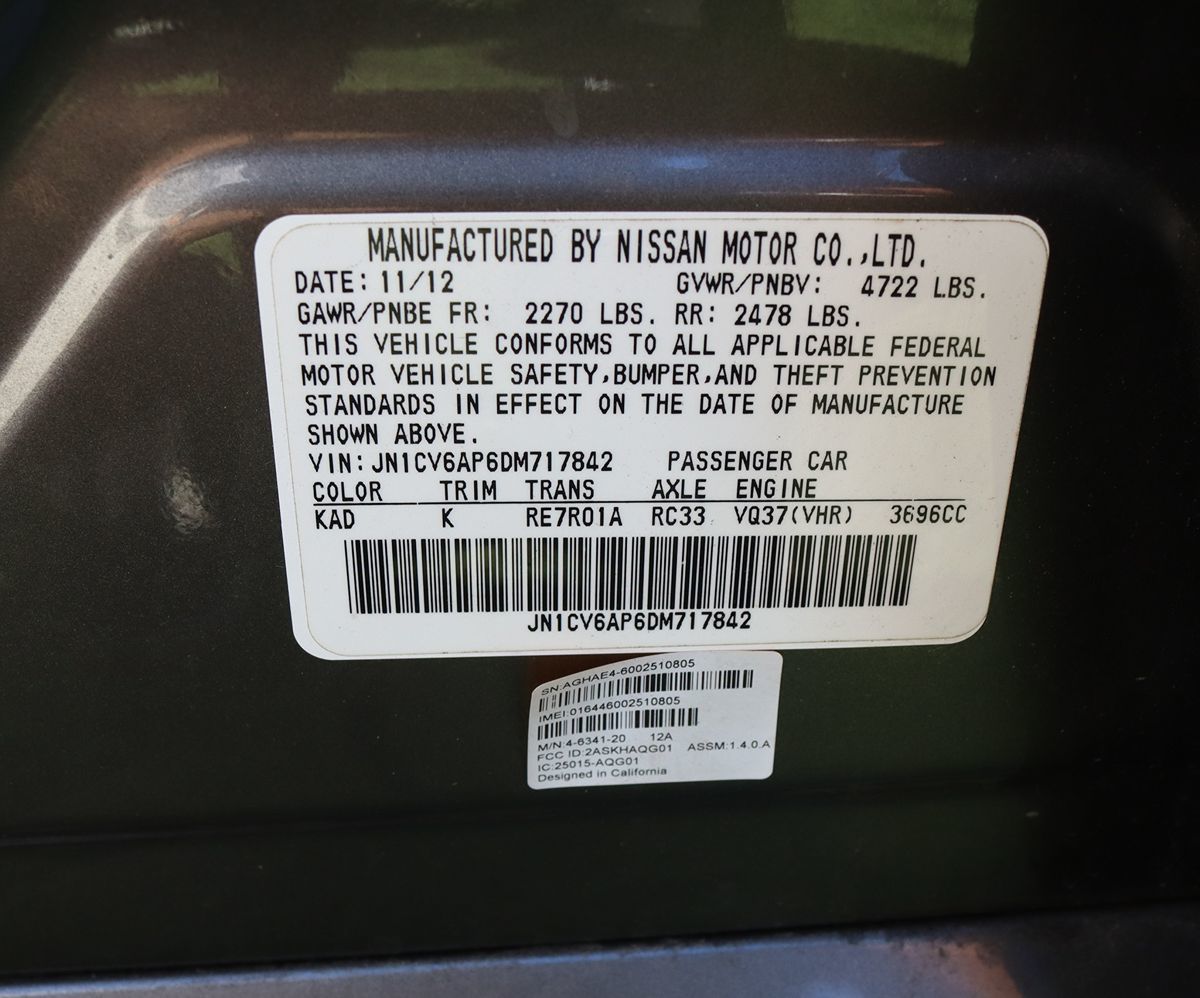 MANUFACTURED BY NISSAN MOTOR CO.,LTD.
DATE: 11/12 GVWR/PNBV: 4722 LBS.
GAWR/PNBE FR: 2270 LBS. RR: 2478 LBS.
THIS VEHICLE CONFORMS TO ALL APPLICABLE FEDERAL
MOTOR VEHICLE SAFETY,BUMPER,AND THEFT PREVENTION
STANDARDS IN EFFECT ON THE DATE OF MANUFACTURE
SHOWN ABOVE.
VIN: JN1CV6AP6DM717842 PASSENGER CAR
COLOR TRIM TRANS AXLE ENGINE
KAD K RE7R01A RC33 VQ37(VHR) 3696CC
JN1CV6AP6DM717842
SN:AGHAE4-6002510805
IMEI:016446002510805
M/N:4-6341-20 12A
FCC ID:2ASKHAQG01 ASSM:1.4.0.A
IC:25015-AQG01
Designed in California